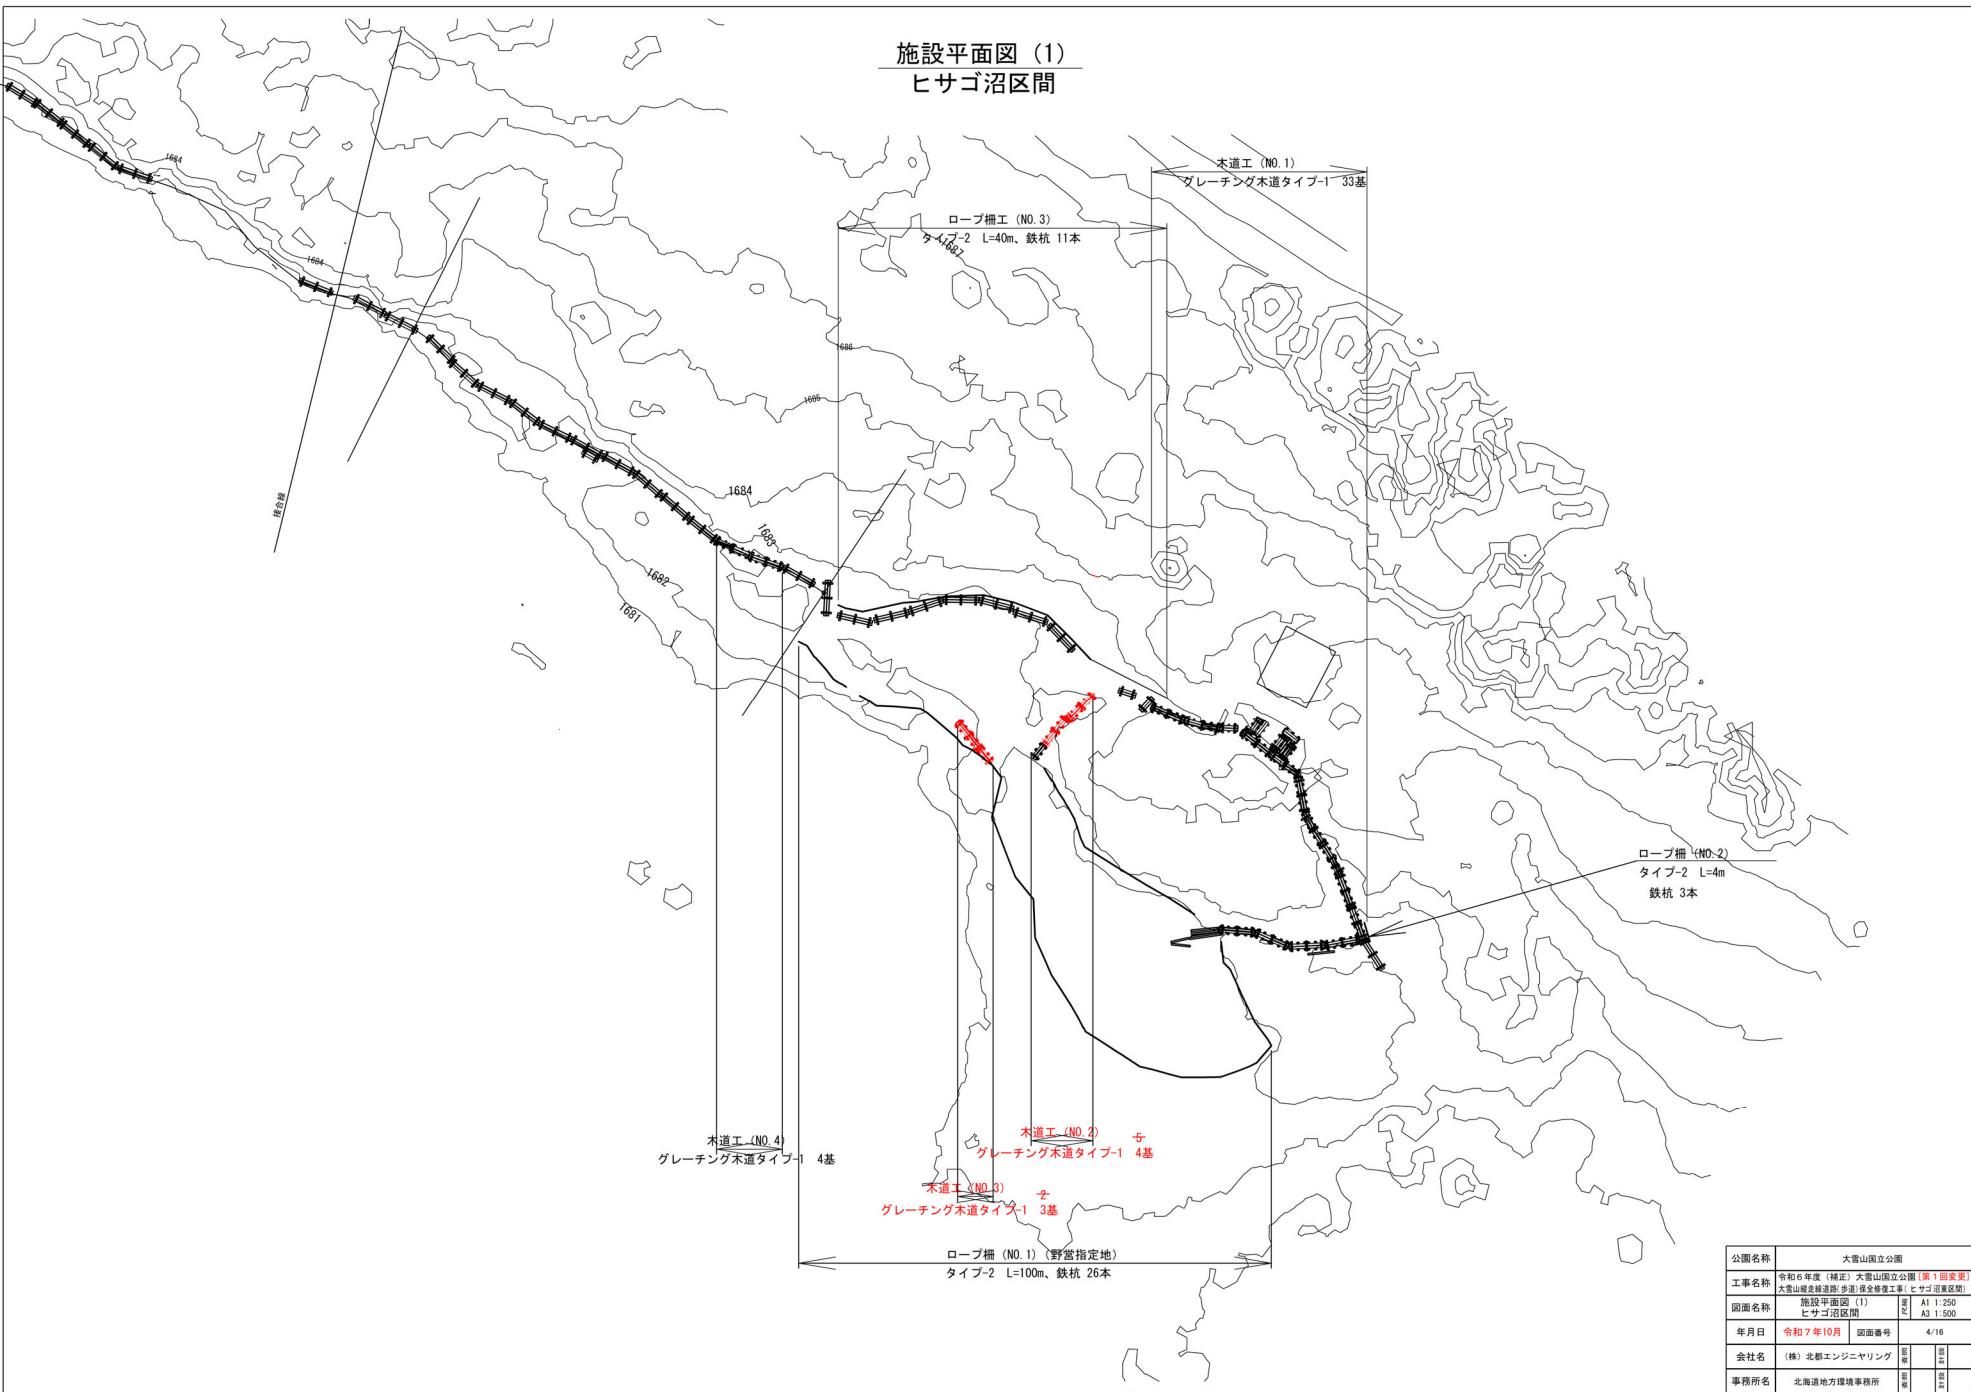 施設平面図 (1)
ヒサゴ沼区間
木道工 (NO.1)
グレーチング木道タイプ-1 33基
ロープ柵工 (NO.3)
タイプ-2 L=40m、鉄杭 11本
1684
1684
1687
1686
1685
1684
1683
1682
1681
接合線
ロープ柵 (NO.2)
タイプ-2 L=4m
鉄杭 3本
木道工 (NO.4)
グレーチング木道タイプ-1 4基
木道工 (NO.2)
5
グレーチング木道タイプ-1 4基
木道工 (NO.3)
2
グレーチング木道タイプ-1 3基
ロープ柵 (NO.1) (野営指定地)
タイプ-2 L=100m、鉄杭 26本
公園名称 大雪山国立公園
工事名称 令和6年度(補正)大雪山国立公園 [第1回変更]
大雪山縦走線道路(歩道)保全修復工事(ヒサゴ沼東区間)
図面名称 施設平面図 (1)
ヒサゴ沼区間
縮尺 A1 1:250
A3 1:500
年月日 令和7年10月 図面番号 4/16
会社名 (株)北都エンジニヤリング
事務所名 北海道地方環境事務所